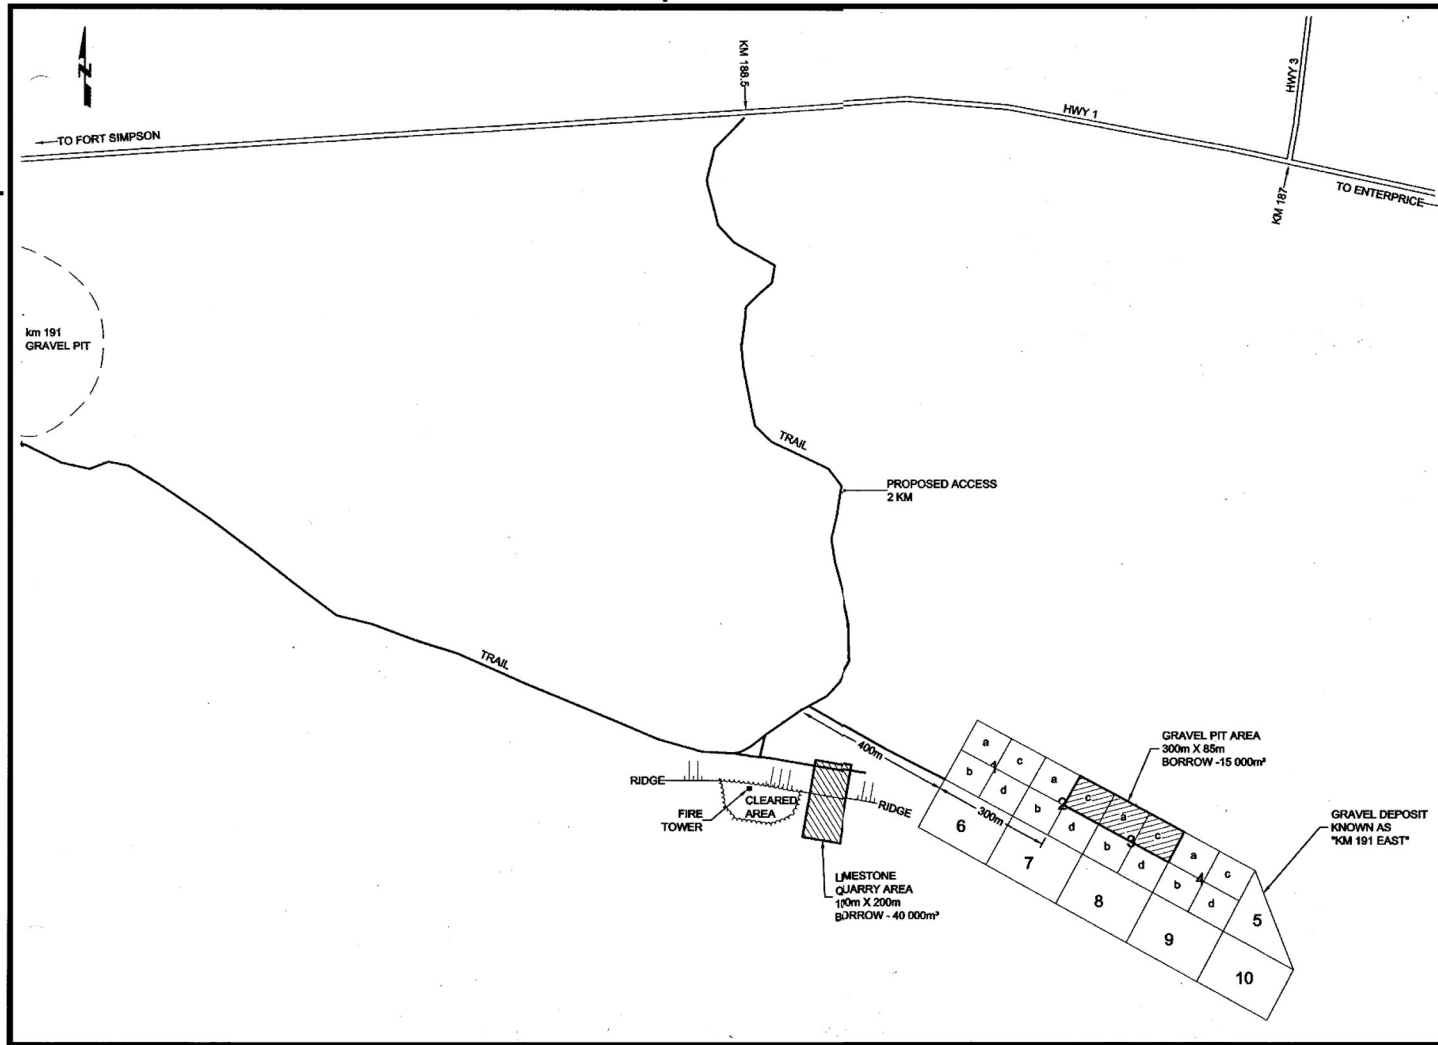 N
KM 188.5
HWY 3
HWY 1
TO FORT SIMPSON
KM 187
TO ENTERPRICE
km 191
GRAVEL PIT
TRAIL
PROPOSED ACCESS
2 KM
TRAIL
400m
300m
GRAVEL PIT AREA
300m X 85m
BORROW -15 000m³
RIDGE
CLEARED
AREA
FIRE
TOWER
RIDGE
LIMESTONE
QUARRY AREA
100m X 200m
BORROW - 40 000m³
GRAVEL DEPOSIT
KNOWN AS
"KM 191 EAST"
a c a c a c a c
1 2 3 4
b d b d b d b d
5
6 7 8 9 10